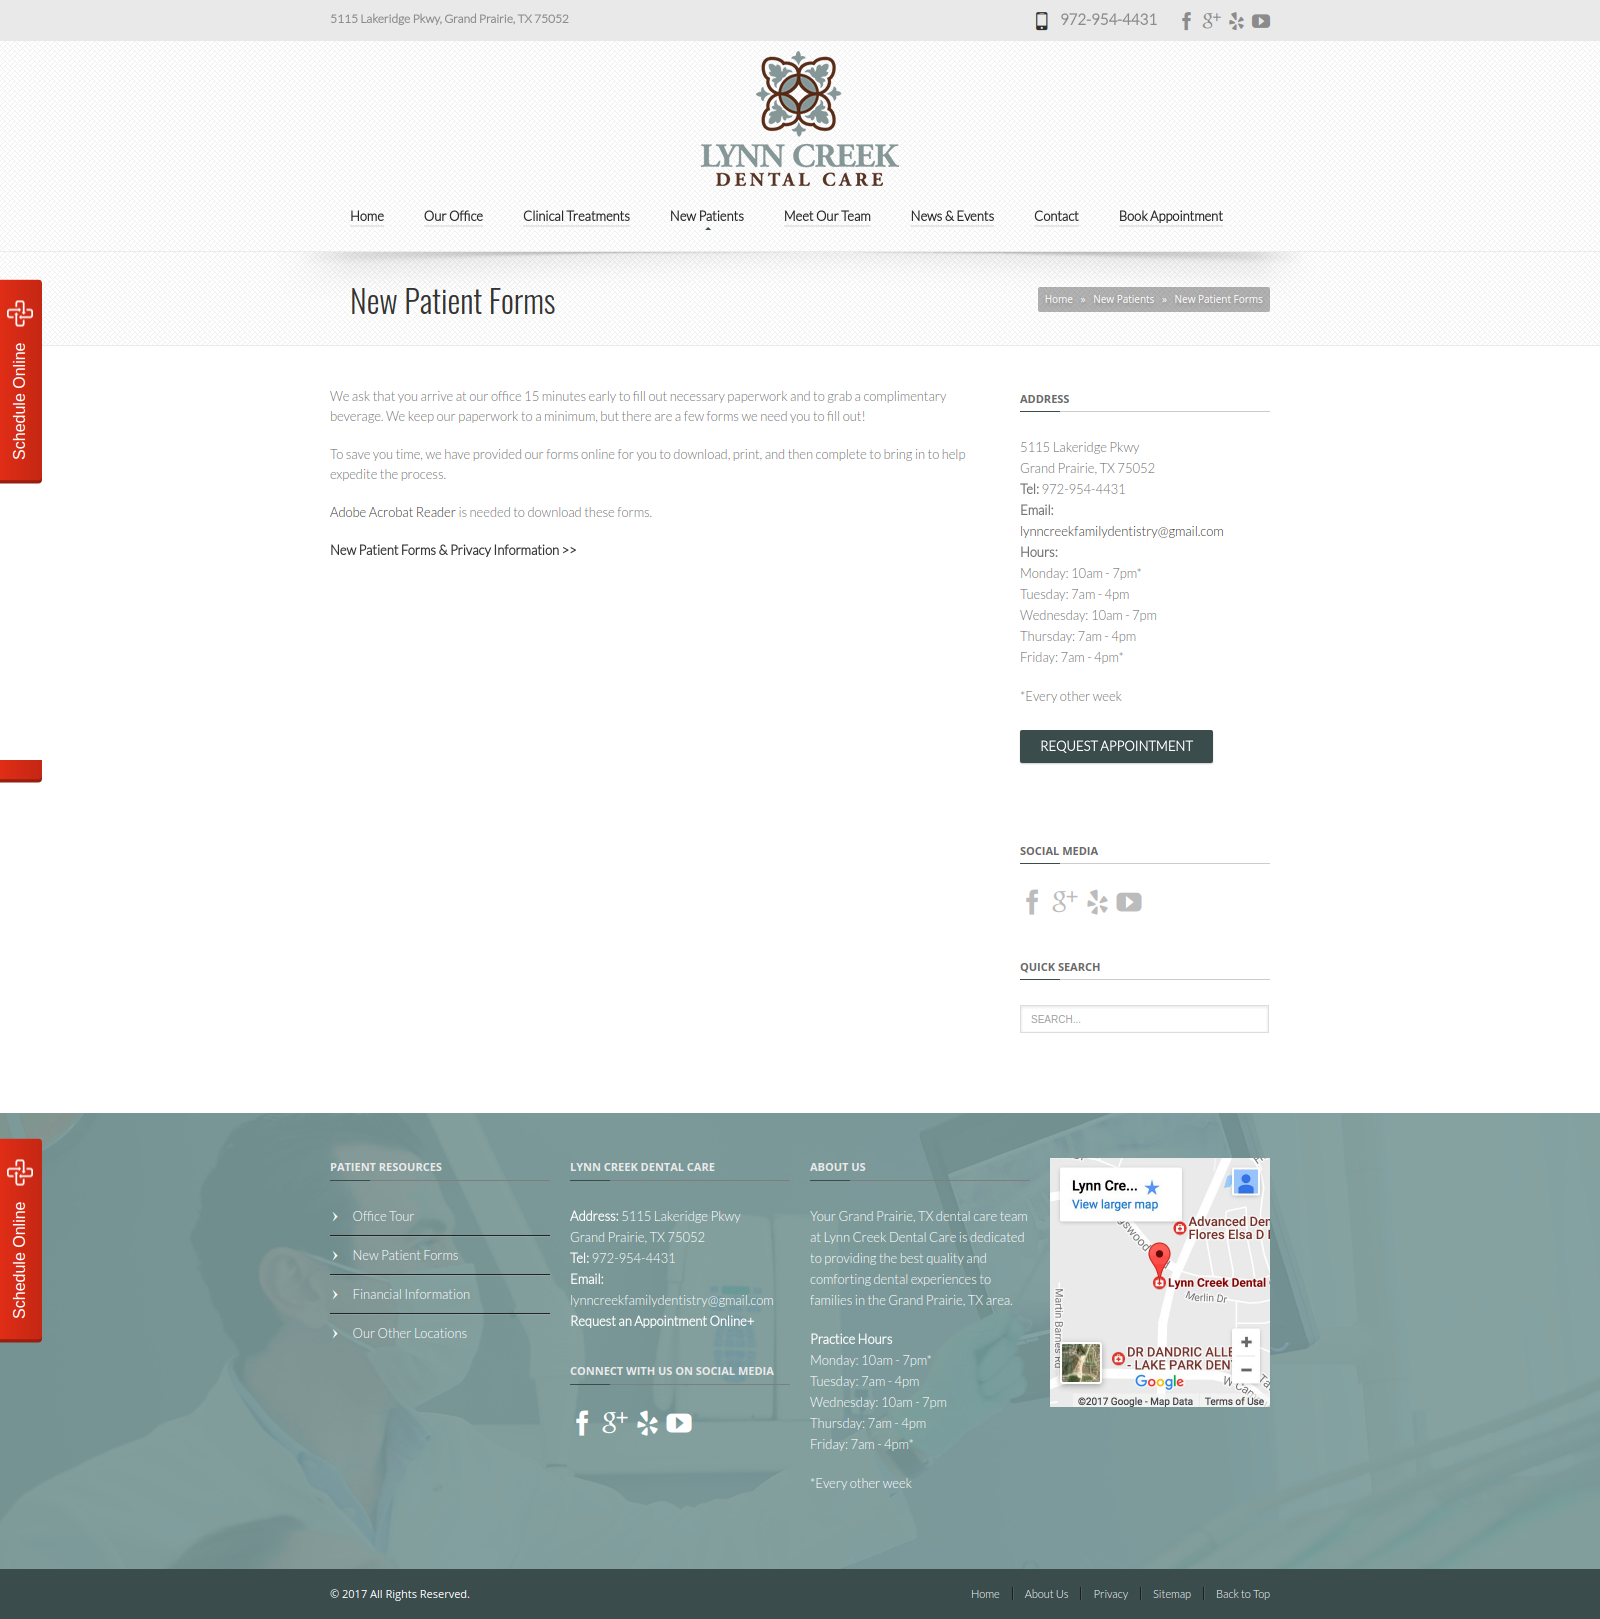 5115 Lakeridge Pkwy, Grand Prairie, TX 75052
972-954-4431
LYNN CREEK
DENTAL CARE
Home
Our Office
Clinical Treatments
New Patients
Meet Our Team
News & Events
Contact
Book Appointment
New Patient Forms
Home » New Patients » New Patient Forms
Schedule Online
We ask that you arrive at our office 15 minutes early to fill out necessary paperwork and to grab a complimentary
beverage. We keep our paperwork to a minimum, but there are a few forms we need you to fill out!
To save you time, we have provided our forms online for you to download, print, and then complete to bring in to help
expedite the process.
Adobe Acrobat Reader is needed to download these forms.
New Patient Forms & Privacy Information >>
ADDRESS
5115 Lakeridge Pkwy
Grand Prairie, TX 75052
Tel: 972-954-4431
Email:
lynncreekfamilydentistry@gmail.com
Hours:
Monday: 10am - 7pm*
Tuesday: 7am - 4pm
Wednesday: 10am - 7pm
Thursday: 7am - 4pm
Friday: 7am - 4pm*
*Every other week
REQUEST APPOINTMENT
SOCIAL MEDIA
QUICK SEARCH
SEARCH...
Schedule Online
PATIENT RESOURCES
Office Tour
New Patient Forms
Financial Information
Our Other Locations
LYNN CREEK DENTAL CARE
Address: 5115 Lakeridge Pkwy
Grand Prairie, TX 75052
Tel: 972-954-4431
Email:
lynncreekfamilydentistry@gmail.com
Request an Appointment Online+
CONNECT WITH US ON SOCIAL MEDIA
ABOUT US
Your Grand Prairie, TX dental care team
at Lynn Creek Dental Care is dedicated
to providing the best quality and
comforting dental experiences to
families in the Grand Prairie, TX area.
Practice Hours
Monday: 10am - 7pm*
Tuesday: 7am - 4pm
Wednesday: 10am - 7pm
Thursday: 7am - 4pm
Friday: 7am - 4pm*
*Every other week
Lynn Cre...
View larger map
Advanced Den
Flores Elsa D
Lynn Creek Dental
Merlin Dr
Martin Barnes Rd
DR DANDRIC ALLE
- LAKE PARK DEN
Google
©2017 Google - Map Data
Terms of Use
© 2017 All Rights Reserved.
Home
About Us
Privacy
Sitemap
Back to Top